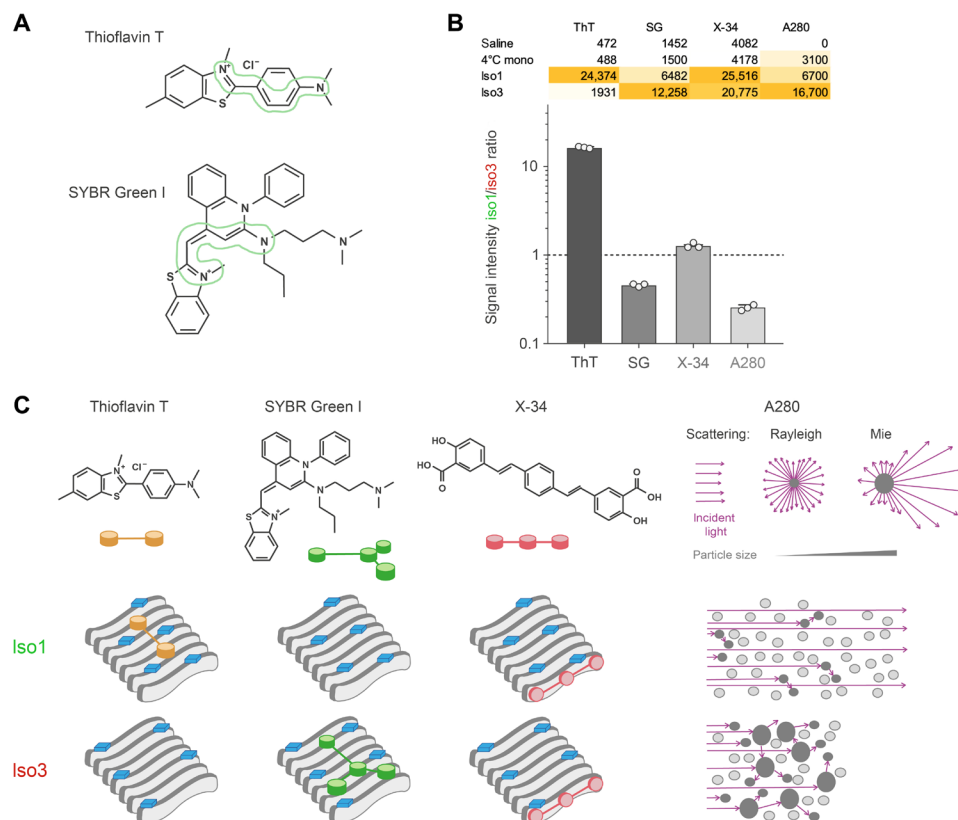 A
Thioflavin T
N⁺
Cl⁻
S
N
SYBR Green I
N
N
N
S
N⁺
B
ThT SG X-34 A280
Saline 472 1452 4082 0
4°C mono 488 1500 4178 3100
Iso1 24,374 6482 25,516 6700
Iso3 1931 12,258 20,775 16,700
Signal intensity iso1/iso3 ratio
10
1
0.1
ThT SG X-34 A280
C
Thioflavin T
N⁺
Cl⁻
S
N
SYBR Green I
N
N
N
S
N⁺
X-34
HO
HO
O
O
OH
OH
A280
Scattering: Rayleigh Mie
Incident
light
Particle size
Iso1
Iso3